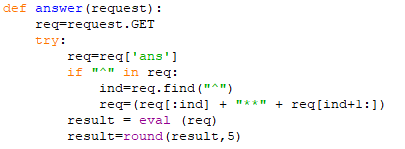 def answer(request):
    req=request.GET
    try:
        req=req['ans']
        if "^" in req:
            ind=req.find("^")
            req=(req[:ind] + "**" + req[ind+1:])
        result = eval (req)
        result=round(result,5)